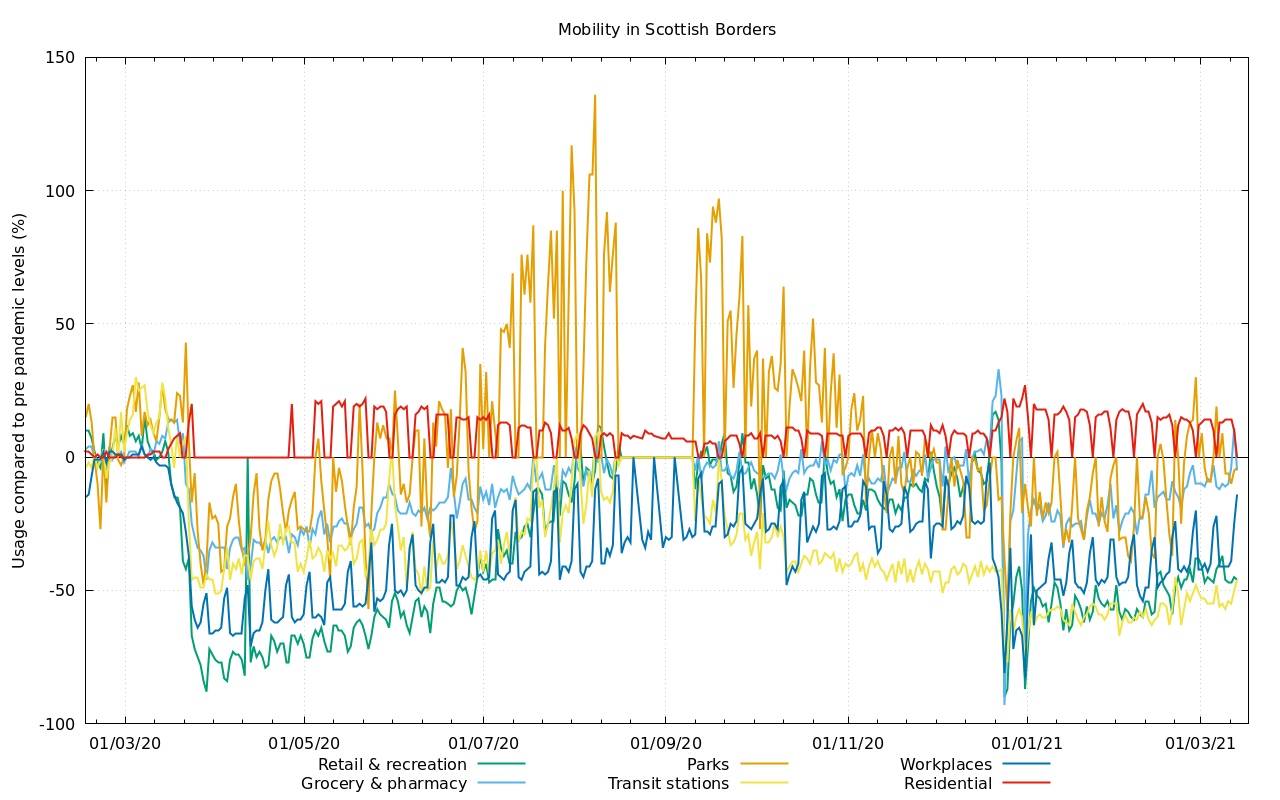 Mobility in Scottish Borders
150
100
50
0
-50
-100
Usage compared to pre pandemic levels (%)
01/03/20 01/05/20 01/07/20 01/09/20 01/11/20 01/01/21 01/03/21
Retail & recreation Parks Workplaces
Grocery & pharmacy Transit stations Residential